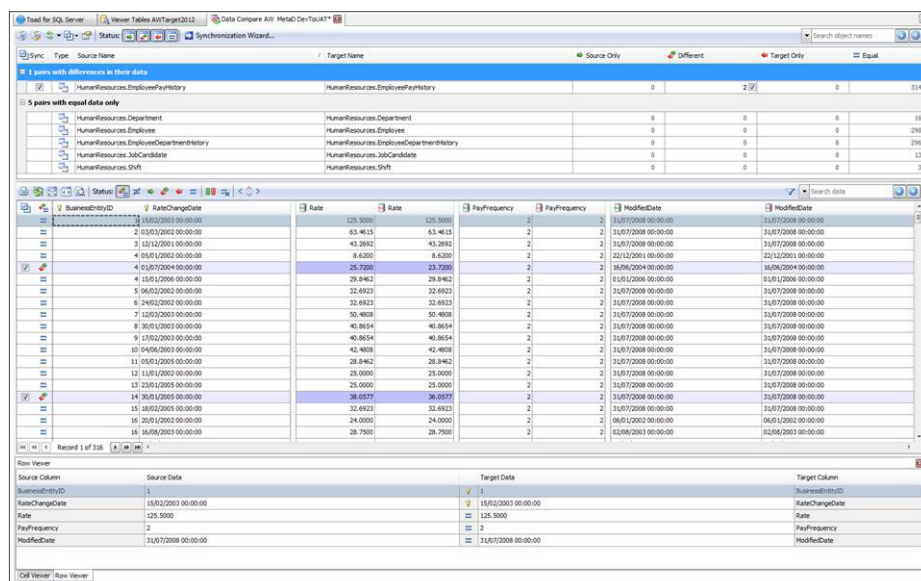 Toad for SQL Server Viewer Tables AWTarget2012 Data Compare AW MetaD DevToUAT*
Status: Synchronization Wizard... Search object names
Sync Type Source Name Target Name Source Only Different Target Only Equal
1 pairs with differences in their data
HumanResources.EmployeePayHistory HumanResources.EmployeePayHistory 0 2 0 314
5 pairs with equal data only
HumanResources.Department HumanResources.Department 0 0 0 16
HumanResources.Employee HumanResources.Employee 0 0 0 290
HumanResources.EmployeeDepartmentHistory HumanResources.EmployeeDepartmentHistory 0 0 0 296
HumanResources.JobCandidate HumanResources.JobCandidate 0 0 0 13
HumanResources.Shift HumanResources.Shift 0 0 0 3
Status: Search data
BusinessEntityID RateChangeDate Rate Rate PayFrequency PayFrequency ModifiedDate ModifiedDate
1 15/02/2003 00:00:00 125.5000 125.5000 2 2 31/07/2008 00:00:00 31/07/2008 00:00:00
2 03/03/2002 00:00:00 63.4615 63.4615 2 2 31/07/2008 00:00:00 31/07/2008 00:00:00
3 12/12/2001 00:00:00 43.2692 43.2692 2 2 31/07/2008 00:00:00 31/07/2008 00:00:00
4 05/01/2002 00:00:00 8.6200 8.6200 2 2 22/12/2001 00:00:00 22/12/2001 00:00:00
4 01/07/2004 00:00:00 25.7200 23.7200 2 2 16/06/2004 00:00:00 16/06/2004 00:00:00
4 15/01/2006 00:00:00 29.8462 29.8462 2 2 01/01/2006 00:00:00 01/01/2006 00:00:00
5 06/02/2002 00:00:00 32.6923 32.6923 2 2 31/07/2008 00:00:00 31/07/2008 00:00:00
6 24/02/2002 00:00:00 32.6923 32.6923 2 2 31/07/2008 00:00:00 31/07/2008 00:00:00
7 12/03/2003 00:00:00 50.4808 50.4808 2 2 31/07/2008 00:00:00 31/07/2008 00:00:00
8 30/01/2003 00:00:00 40.8654 40.8654 2 2 31/07/2008 00:00:00 31/07/2008 00:00:00
9 17/02/2003 00:00:00 40.8654 40.8654 2 2 31/07/2008 00:00:00 31/07/2008 00:00:00
10 04/06/2003 00:00:00 42.4808 42.4808 2 2 31/07/2008 00:00:00 31/07/2008 00:00:00
11 05/01/2005 00:00:00 28.8462 28.8462 2 2 31/07/2008 00:00:00 31/07/2008 00:00:00
12 11/01/2002 00:00:00 25.0000 25.0000 2 2 31/07/2008 00:00:00 31/07/2008 00:00:00
13 23/01/2005 00:00:00 25.0000 25.0000 2 2 31/07/2008 00:00:00 31/07/2008 00:00:00
14 30/01/2005 00:00:00 38.0577 36.0577 2 2 31/07/2008 00:00:00 31/07/2008 00:00:00
15 18/02/2005 00:00:00 32.6923 32.6923 2 2 31/07/2008 00:00:00 31/07/2008 00:00:00
16 20/01/2002 00:00:00 24.0000 24.0000 2 2 06/01/2002 00:00:00 06/01/2002 00:00:00
16 16/08/2003 00:00:00 28.7500 28.7500 2 2 02/08/2003 00:00:00 02/08/2003 00:00:00
Record 1 of 316
Row Viewer
Source Column Source Data Target Data Target Column
BusinessEntityID 1 1 BusinessEntityID
RateChangeDate 15/02/2003 00:00:00 15/02/2003 00:00:00 RateChangeDate
Rate 125.5000 125.5000 Rate
PayFrequency 2 2 PayFrequency
ModifiedDate 31/07/2008 00:00:00 31/07/2008 00:00:00 ModifiedDate
Cell Viewer Row Viewer